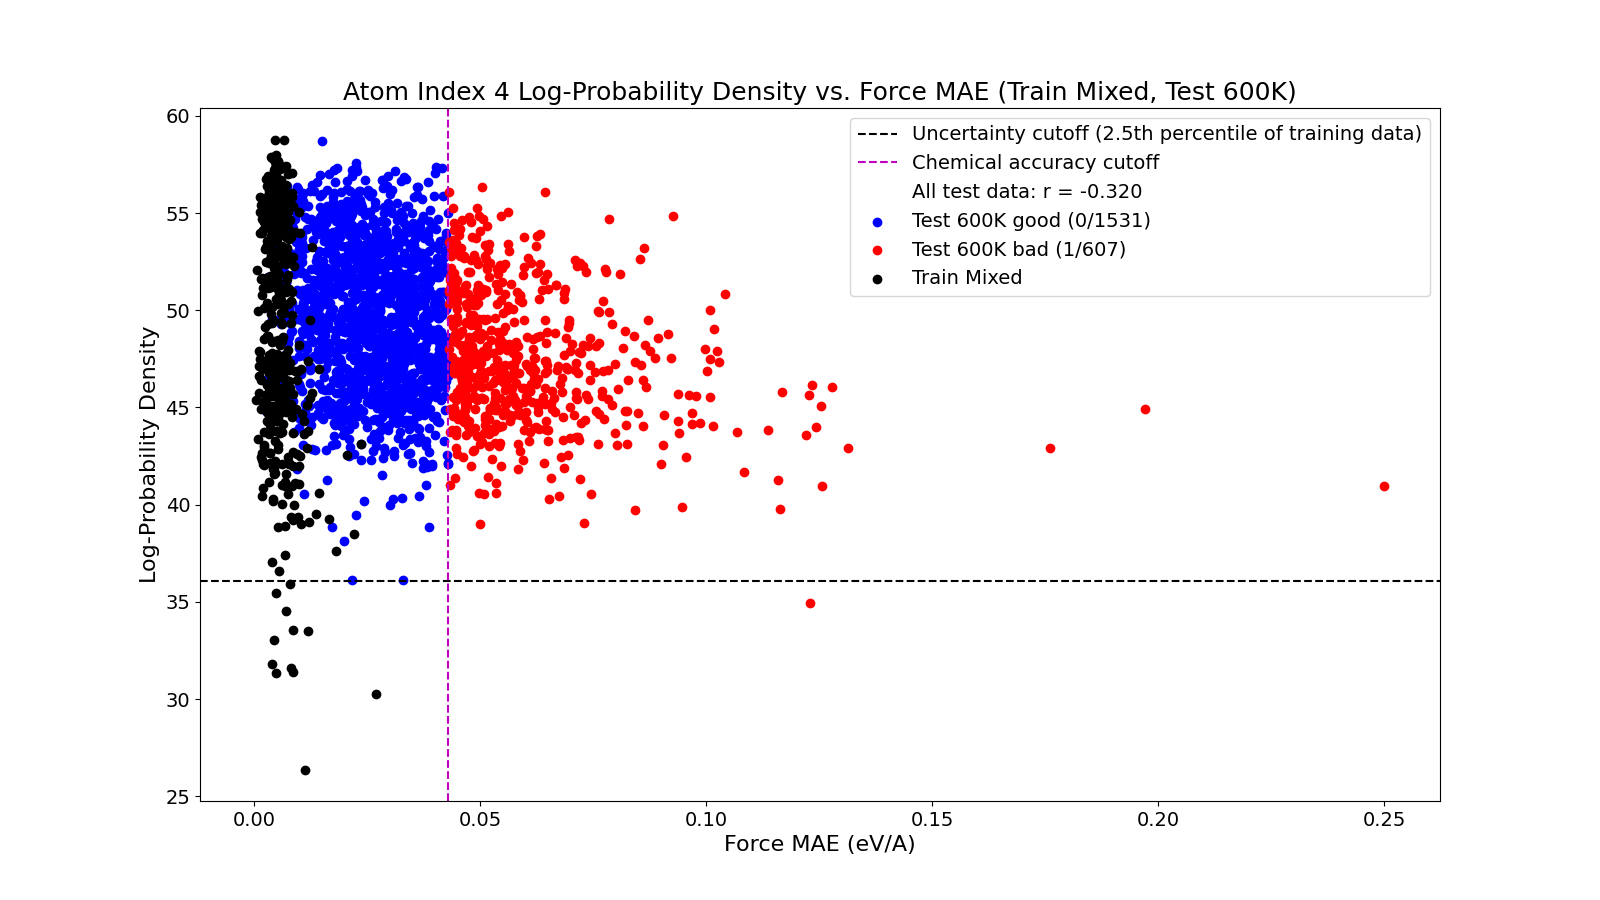 Atom Index 4 Log-Probability Density vs. Force MAE (Train Mixed, Test 600K)
60
55
50
45
40
35
30
25
Log-Probability Density
Uncertainty cutoff (2.5th percentile of training data)
Chemical accuracy cutoff
All test data: r = -0.320
Test 600K good (0/1531)
Test 600K bad (1/607)
Train Mixed
0.00 0.05 0.10 0.15 0.20 0.25
Force MAE (eV/A)